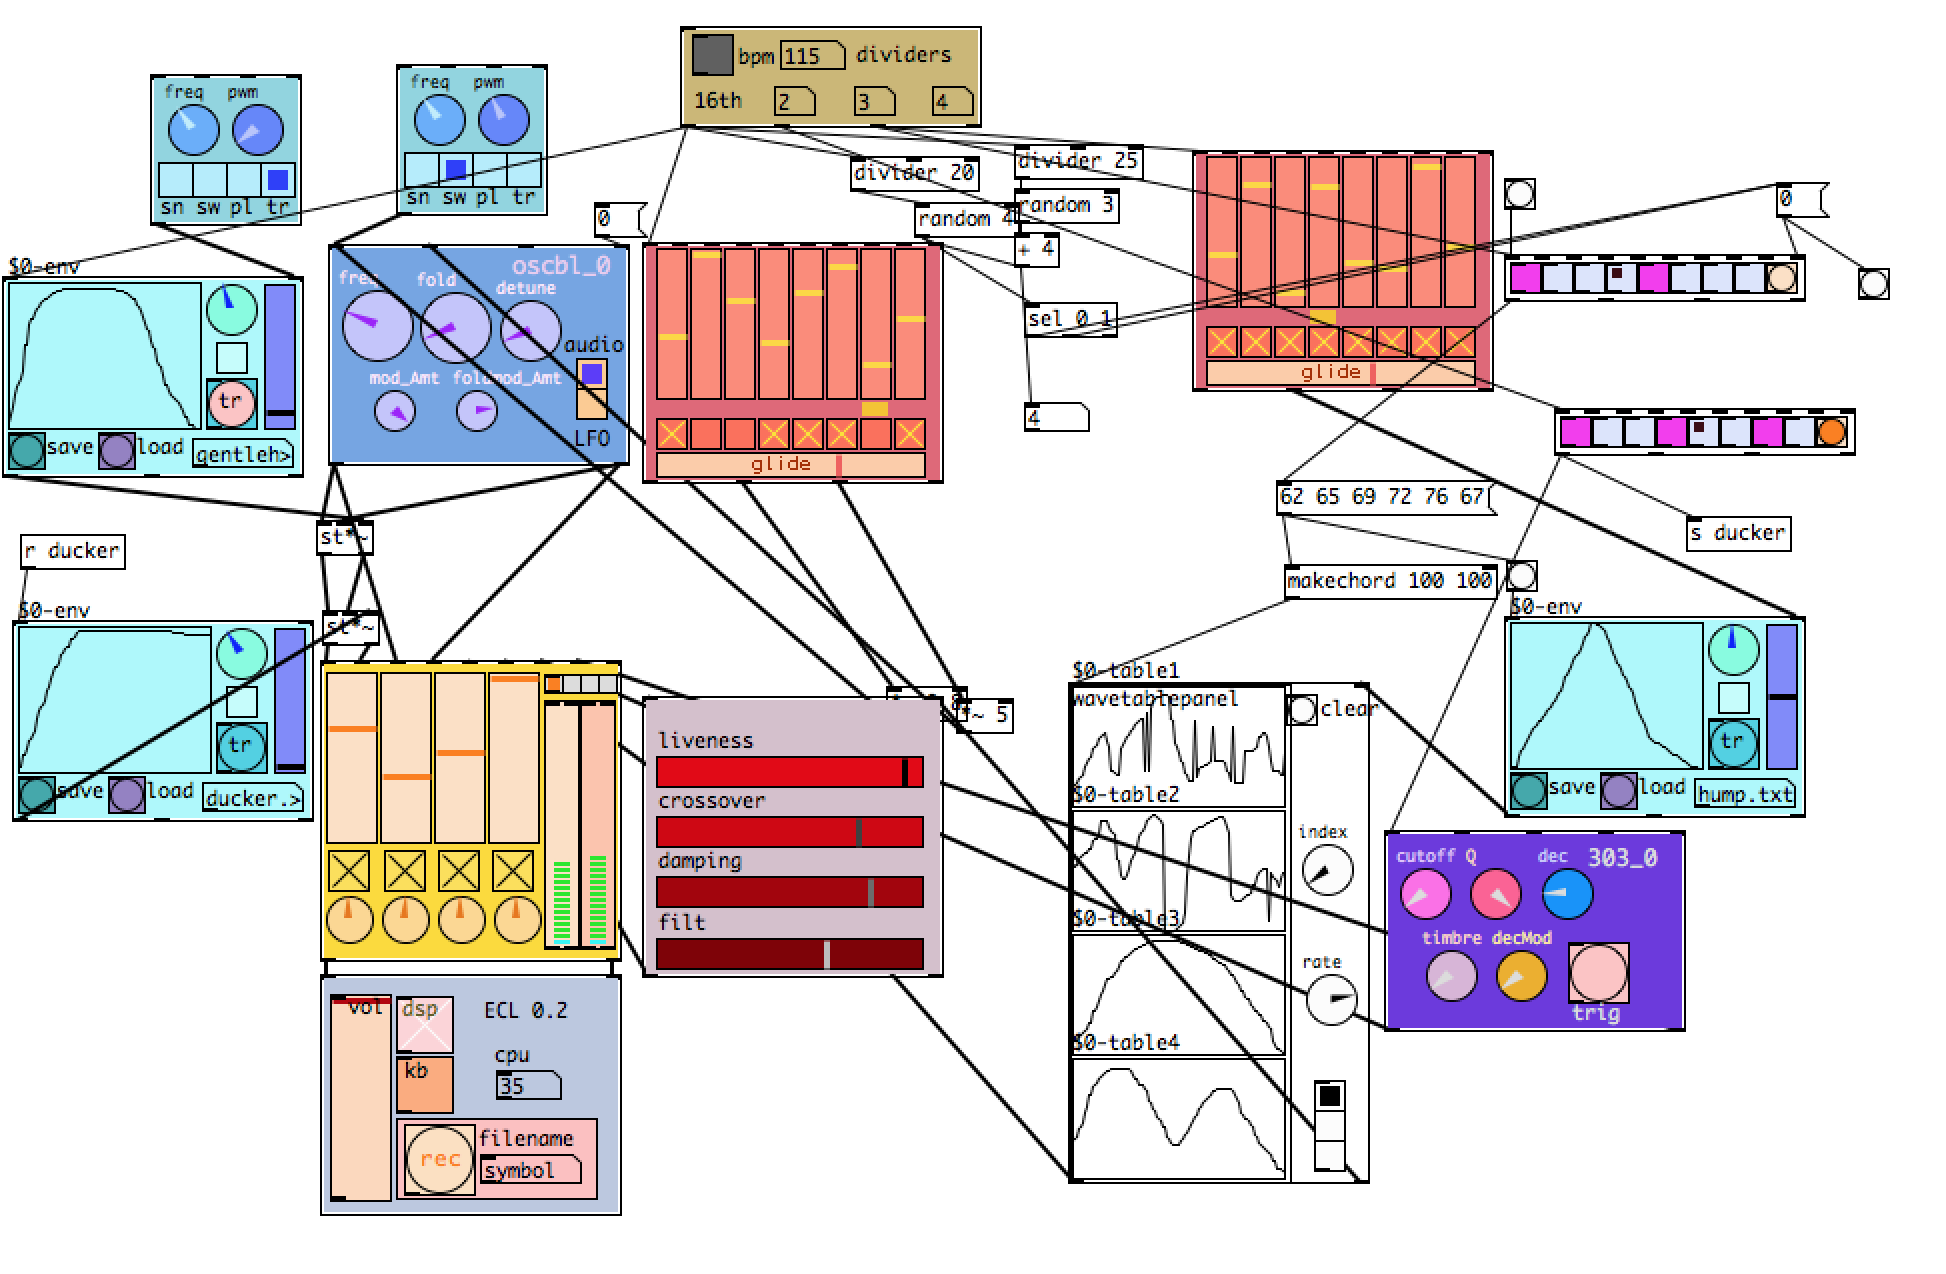 bpm 115 dividers
16th 2 3 4
freq pwm
sn sw pl tr
freq pwm
sn sw pl tr
divider 20
divider 25
random 4
random 3
+ 4
0
sel 0 1
4
0
$0-env
tr
save load gentleh>
oscbl_0
freq fold detune
audio
mod_Amt foldmod_Amt
LFO
glide
glide
62 65 69 72 76 67
s ducker
makechord 100 100
st*~
r ducker
$0-env
tr
save load ducker.>
st*~
*~ 5
liveness
crossover
damping
filt
$0-table1
wavetablepanel
clear
$0-table2
index
$0-table3
rate
$0-table4
$0-env
tr
save load hump.txt
cutoff Q dec 303_0
timbre decMod
trig
vol dsp ECL 0.2
kb cpu
35
rec filename
symbol